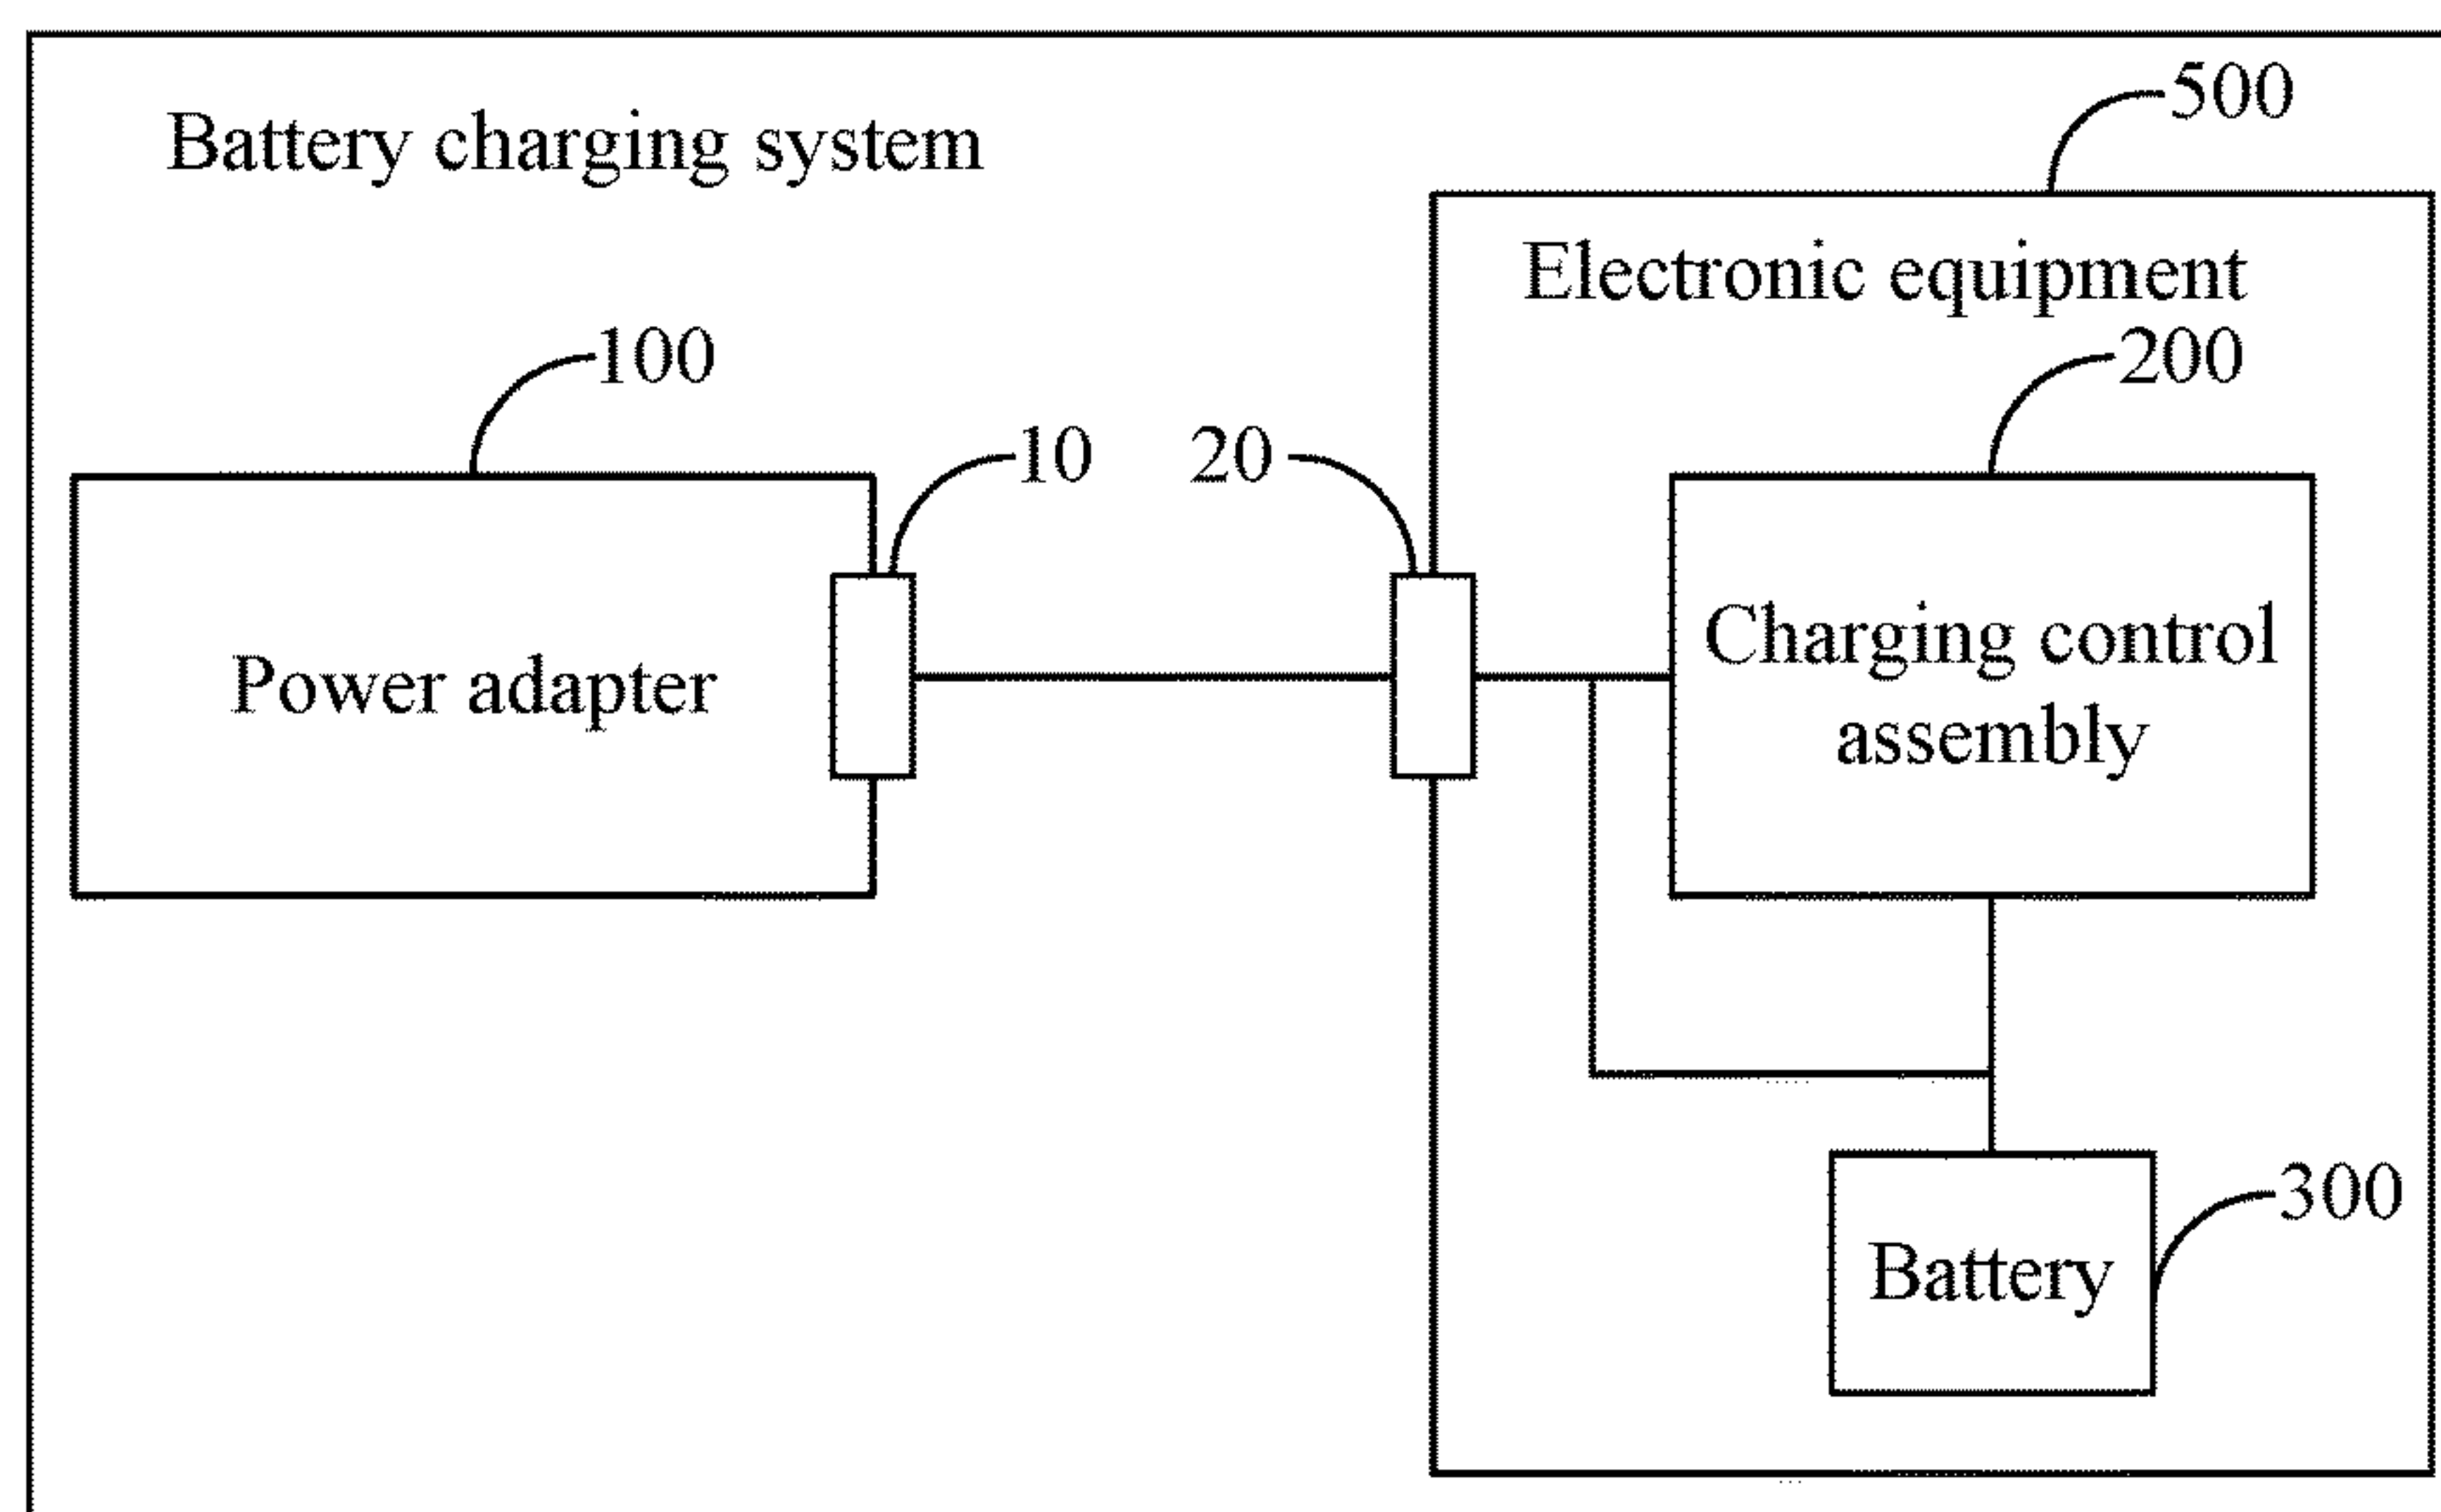 500
Battery charging system
Electronic equipment
100
200
10
20
Power adapter
Charging control
assembly
300
Battery